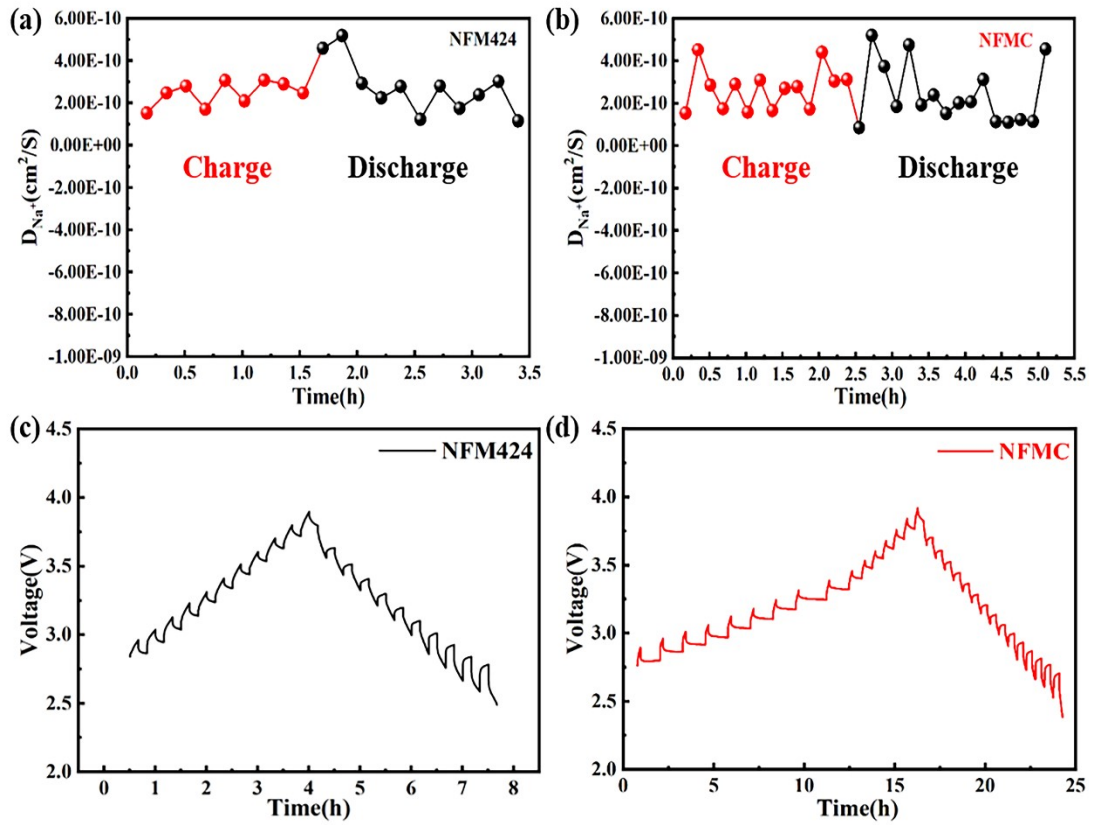 (a)
NFM424
6.00E-10
4.00E-10
2.00E-10
0.00E+00
-2.00E-10
-4.00E-10
-6.00E-10
-8.00E-10
-1.00E-09
D_Na⁺(cm²/S)
Charge
Discharge
0.0 0.5 1.0 1.5 2.0 2.5 3.0 3.5
Time(h)
(b)
NFMC
6.00E-10
4.00E-10
2.00E-10
0.00E+00
-2.00E-10
-4.00E-10
-6.00E-10
-8.00E-10
-1.00E-09
D_Na⁺(cm²/S)
Charge
Discharge
0.0 0.5 1.0 1.5 2.0 2.5 3.0 3.5 4.0 4.5 5.0 5.5
Time(h)
(c)
NFM424
4.5
4.0
3.5
3.0
2.5
2.0
Voltage(V)
0 1 2 3 4 5 6 7 8
Time(h)
(d)
NFMC
4.5
4.0
3.5
3.0
2.5
2.0
Voltage(V)
0 5 10 15 20 25
Time(h)